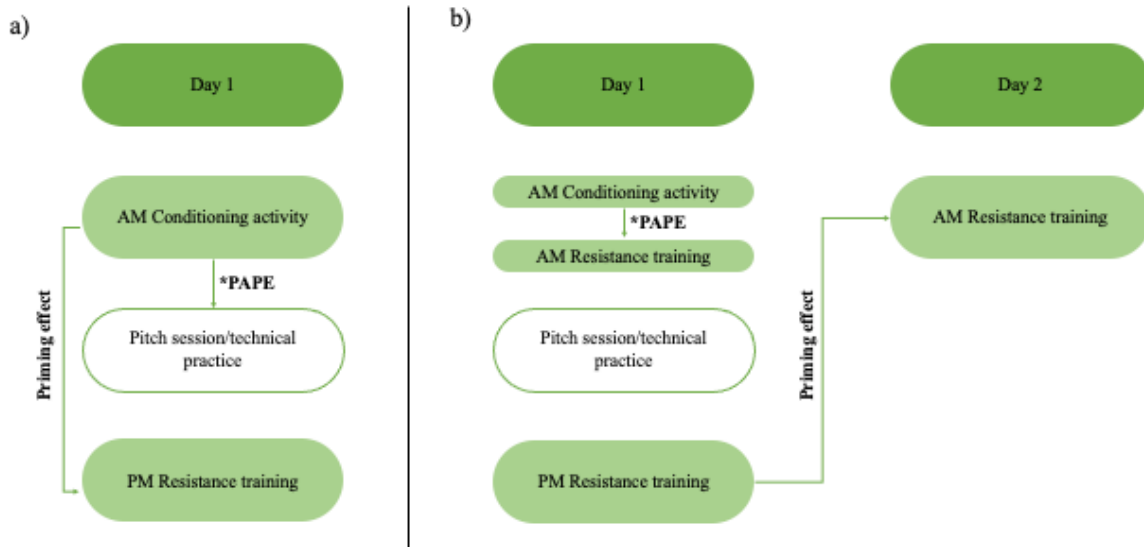 a)
Day 1
AM Conditioning activity
*PAPE
Pitch session/technical
practice
Priming effect
PM Resistance training
b)
Day 1
AM Conditioning activity
*PAPE
AM Resistance training
Pitch session/technical
practice
PM Resistance training
Priming effect
Day 2
AM Resistance training